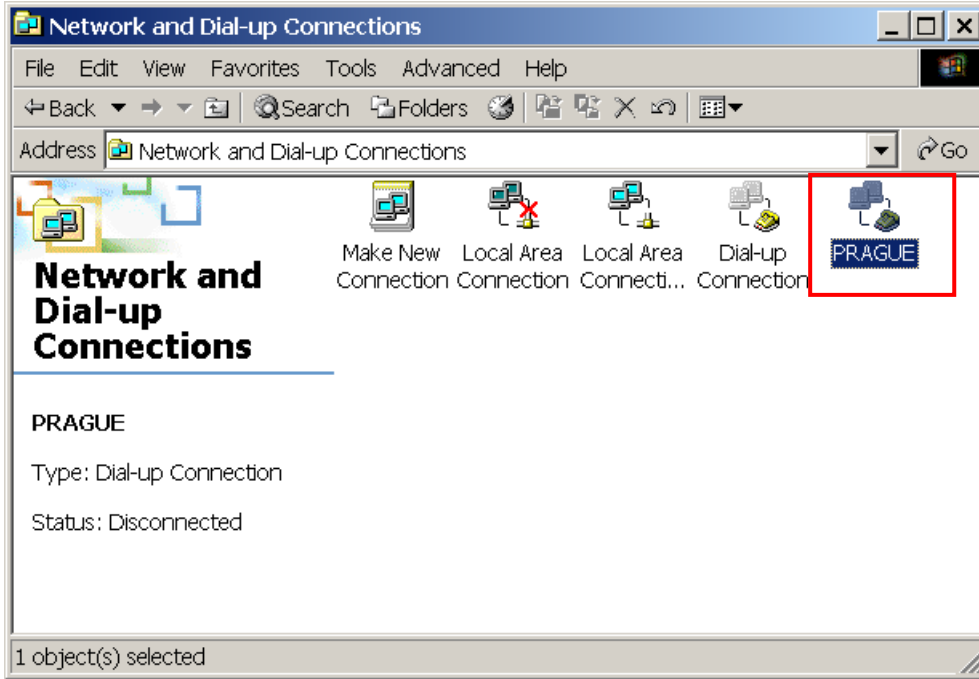 Network and Dial-up Connections
File Edit View Favorites Tools Advanced Help
Back Search Folders
Address Network and Dial-up Connections Go
Make New Connection
Local Area Connection
Local Area Connecti...
Dial-up Connection
PRAGUE
Network and
Dial-up
Connections
PRAGUE
Type: Dial-up Connection
Status: Disconnected
1 object(s) selected